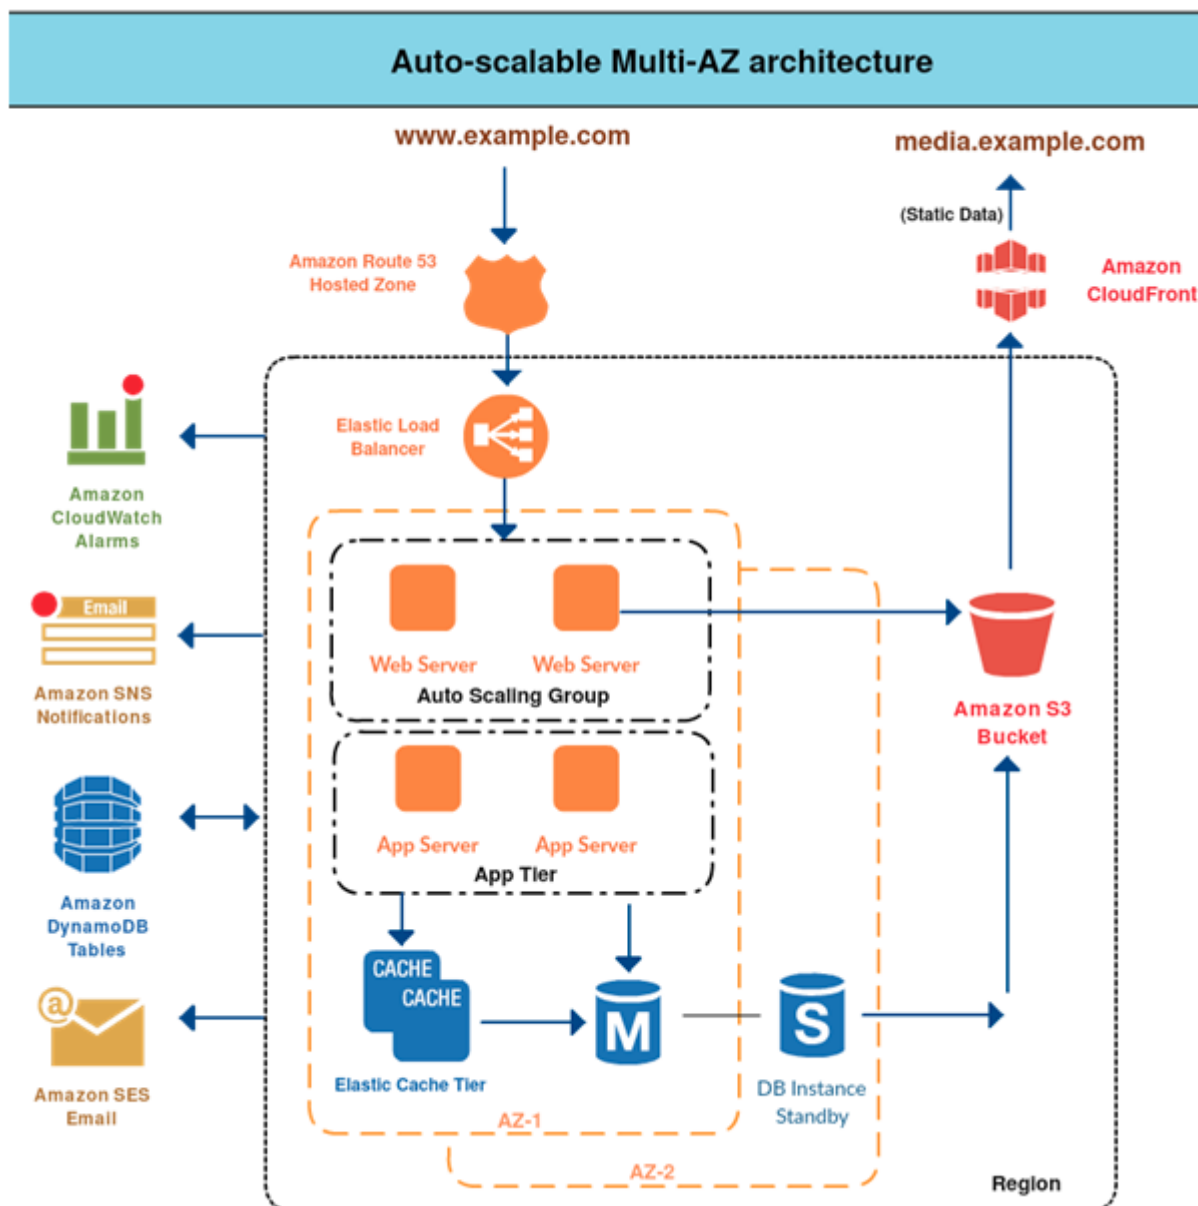 Auto-scalable Multi-AZ architecture
www.example.com
media.example.com
(Static Data)
Amazon Route 53
Hosted Zone
Amazon
CloudFront
Elastic Load
Balancer
Amazon
CloudWatch
Alarms
Email
Amazon SNS
Notifications
Web Server
Web Server
Auto Scaling Group
Amazon S3
Bucket
App Server
App Server
App Tier
Amazon
DynamoDB
Tables
CACHE
CACHE
Elastic Cache Tier
M
S
DB Instance
Standby
@
Amazon SES
Email
AZ-1
AZ-2
Region